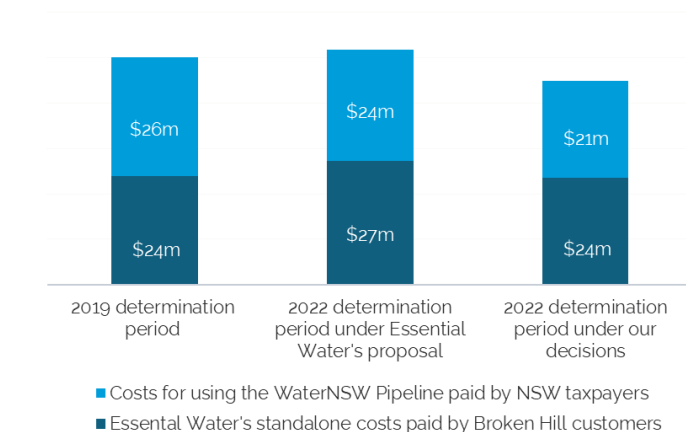 $26m
$24m
$24m
$27m
$21m
$24m
2019 determination
period
2022 determination
period under Essential
Water's proposal
2022 determination
period under our
decisions
Costs for using the WaterNSW Pipeline paid by NSW taxpayers
Essental Water's standalone costs paid by Broken Hill customers